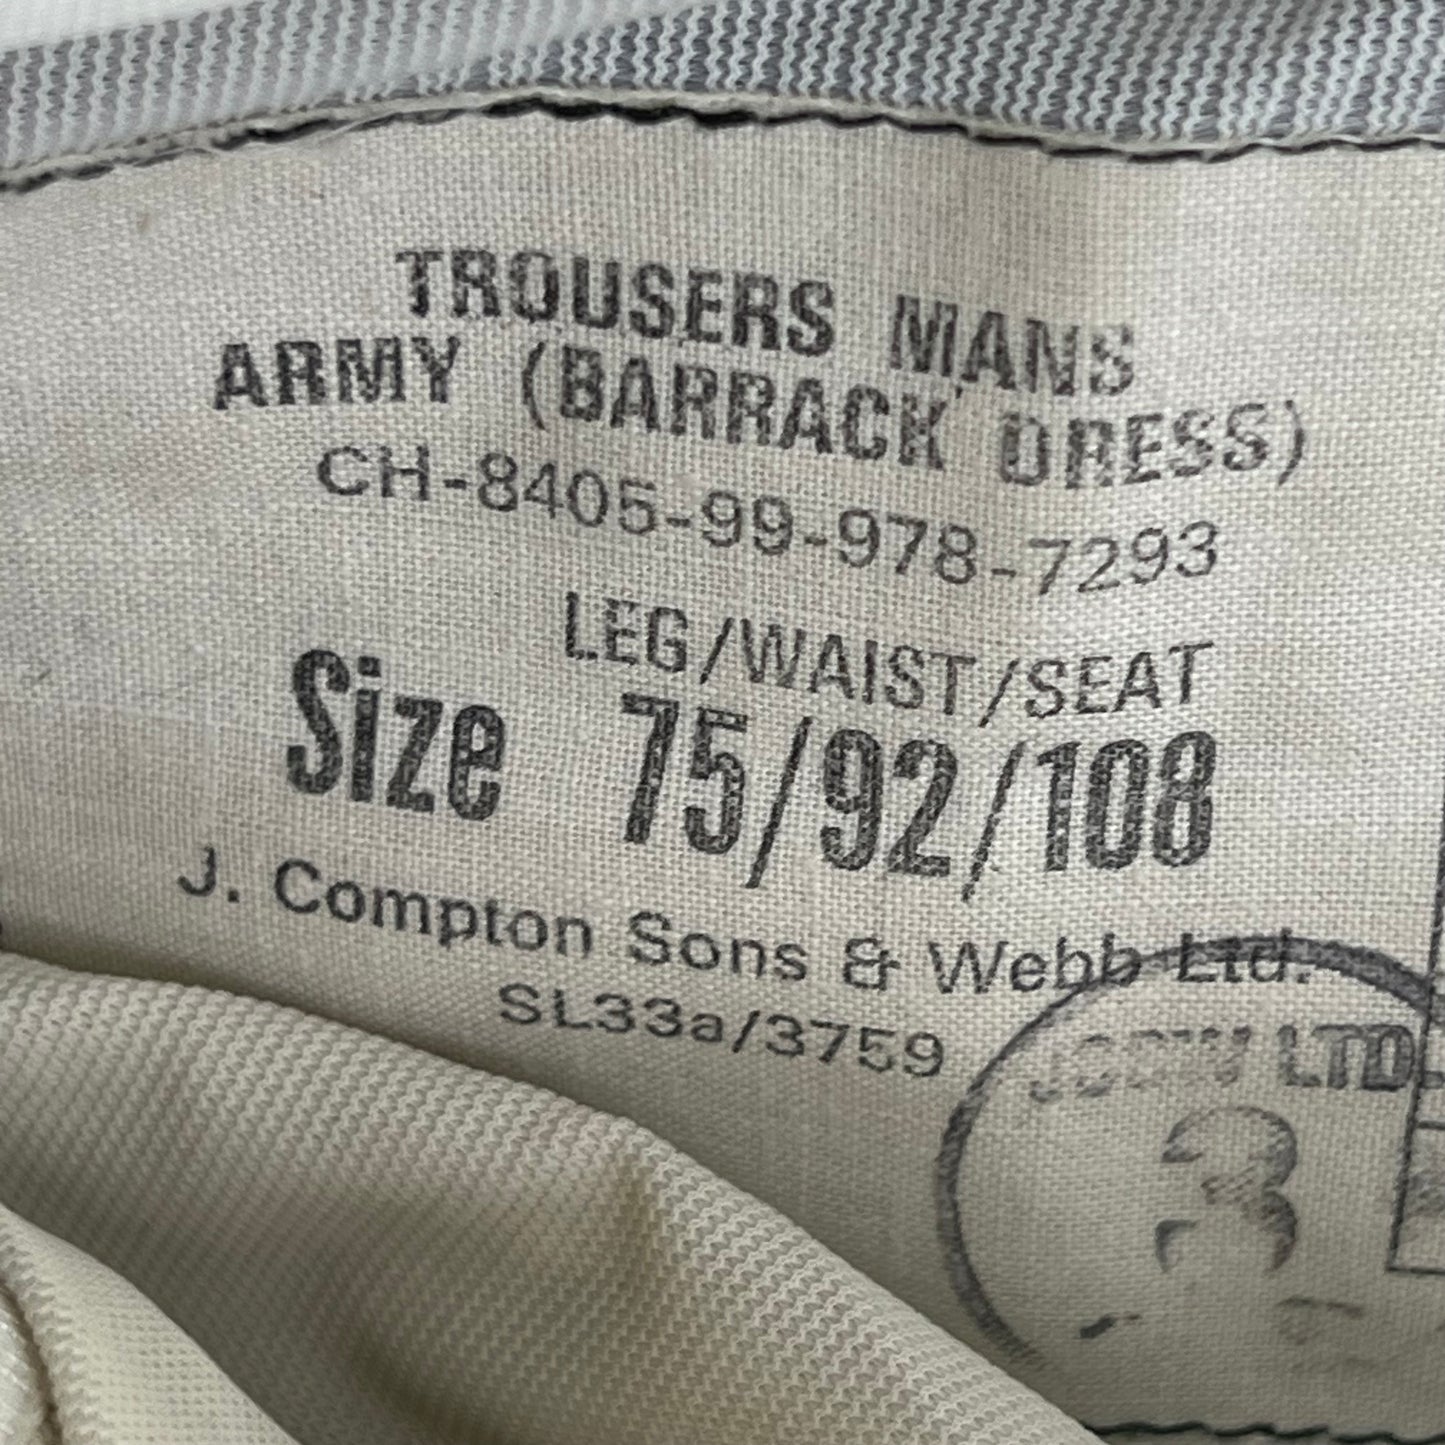 TROUSERS MANS
ARMY (BARRACK DRESS)
CH-8405-99-978-7293
LEG/WAIST/SEAT
Size 75/92/108
J. Compton Sons & Webb Ltd.
SL33a/3759
LTD
3